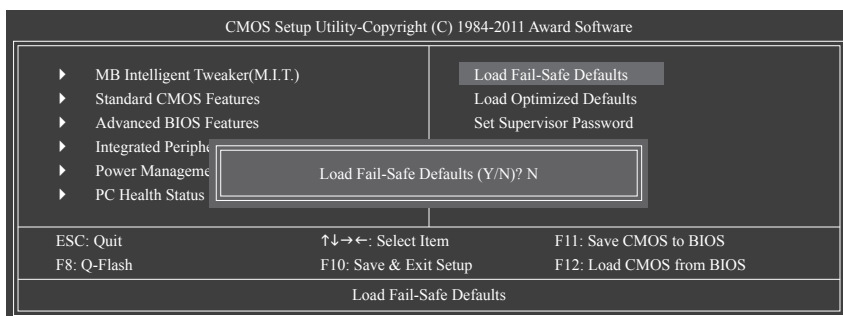 CMOS Setup Utility-Copyright (C) 1984-2011 Award Software
MB Intelligent Tweaker(M.I.T.)
Standard CMOS Features
Advanced BIOS Features
Integrated Periphe
Power Manageme
PC Health Status
Load Fail-Safe Defaults
Load Optimized Defaults
Set Supervisor Password
Load Fail-Safe Defaults (Y/N)? N
ESC: Quit ↑↓→←: Select Item F11: Save CMOS to BIOS
F8: Q-Flash F10: Save & Exit Setup F12: Load CMOS from BIOS
Load Fail-Safe Defaults